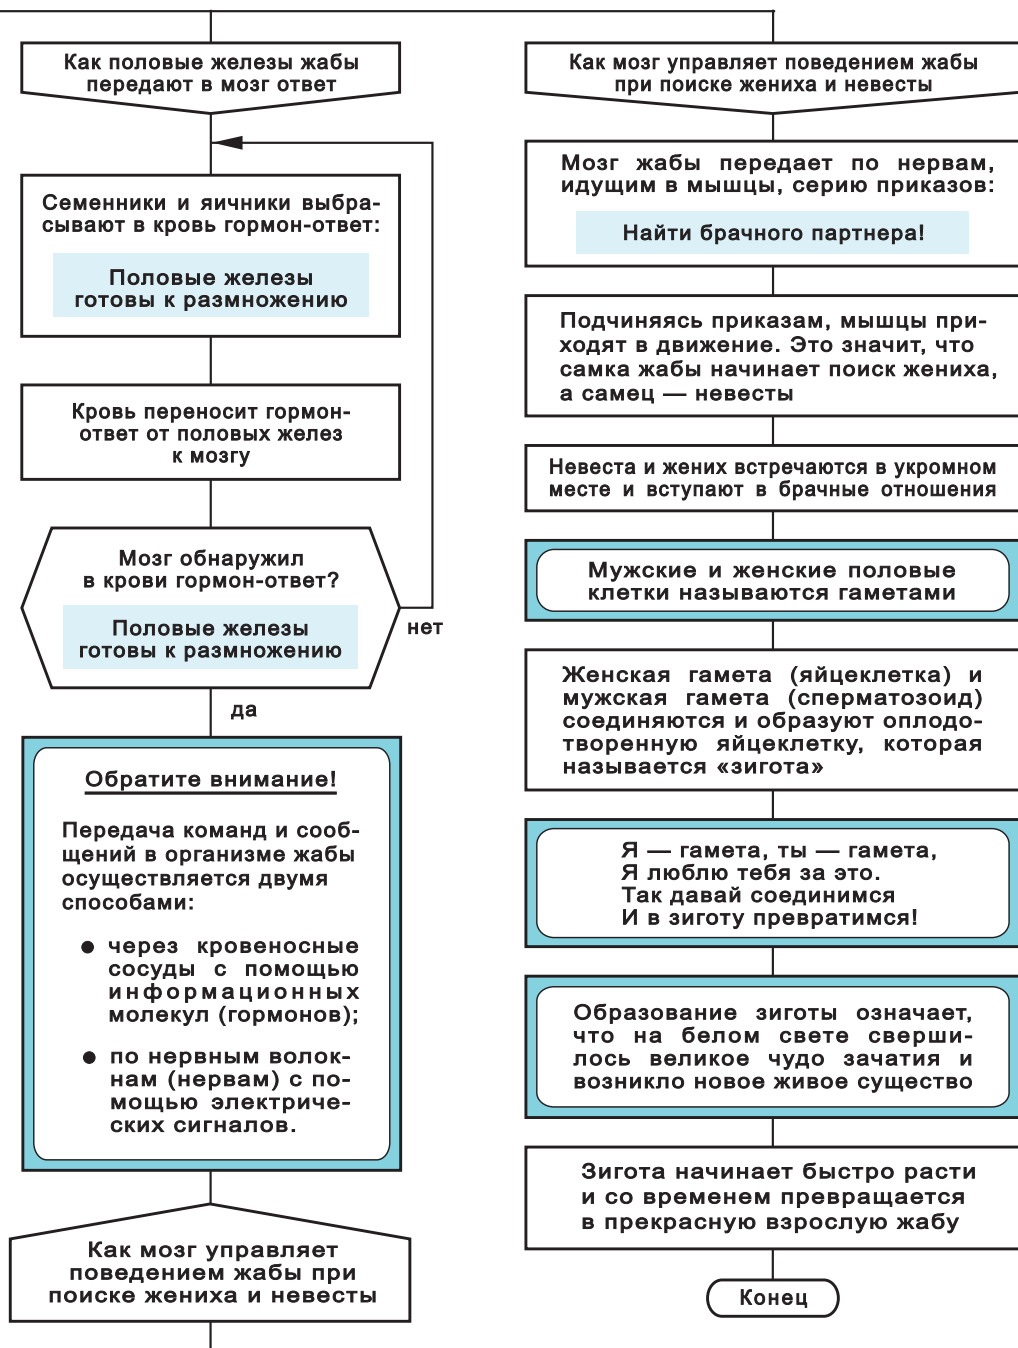 Как половые железы жабы
передают в мозг ответ
Семенники и яичники выбра-
сывают в кровь гормон-ответ:
Половые железы
готовы к размножению
Кровь переносит гормон-
ответ от половых желез
к мозгу
Мозг обнаружил
в крови гормон-ответ?
Половые железы
готовы к размножению
нет
да
Обратите внимание!
Передача команд и сооб-
щений в организме жабы
осуществляется двумя
способами:
● через кровеносные
сосуды с помощью
информационных
молекул (гормонов);
● по нервным волок-
нам (нервам) с по-
мощью электриче-
ских сигналов.
Как мозг управляет
поведением жабы при
поиске жениха и невесты
Как мозг управляет поведением жабы
при поиске жениха и невесты
Мозг жабы передает по нервам,
идущим в мышцы, серию приказов:
Найти брачного партнера!
Подчиняясь приказам, мышцы при-
ходят в движение. Это значит, что
самка жабы начинает поиск жениха,
а самец — невесты
Невеста и жених встречаются в укромном
месте и вступают в брачные отношения
Мужские и женские половые
клетки называются гаметами
Женская гамета (яйцеклетка) и
мужская гамета (сперматозоид)
соединяются и образуют оплодо-
творенную яйцеклетку, которая
называется «зигота»
Я — гамета, ты — гамета,
Я люблю тебя за это.
Так давай соединимся
И в зиготу превратимся!
Образование зиготы означает,
что на белом свете сверши-
лось великое чудо зачатия и
возникло новое живое существо
Зигота начинает быстро расти
и со временем превращается
в прекрасную взрослую жабу
Конец